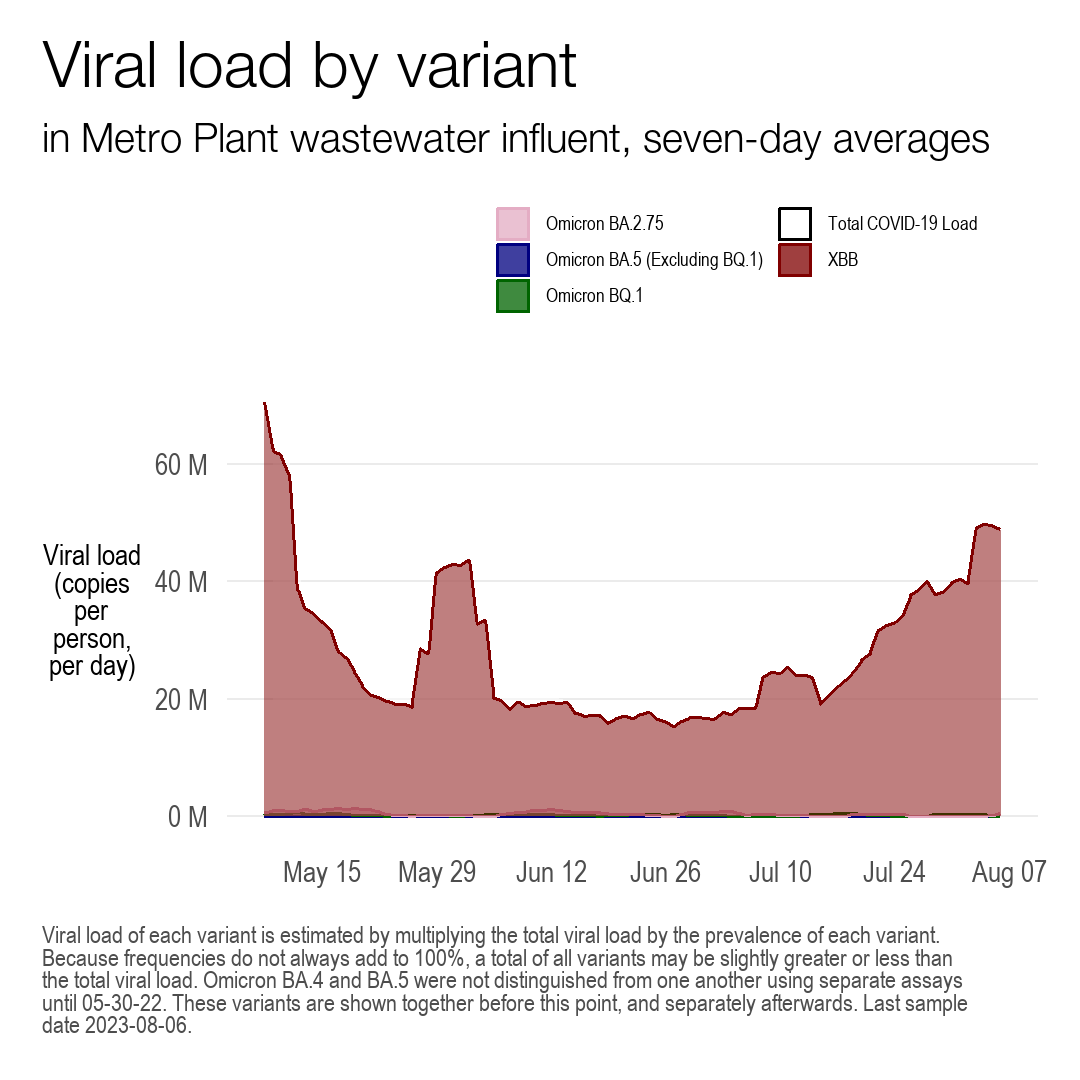 Viral load by variant
in Metro Plant wastewater influent, seven-day averages
Omicron BA.2.75
Omicron BA.5 (Excluding BQ.1)
Omicron BQ.1
Total COVID-19 Load
XBB
60 M
40 M
20 M
0 M
Viral load
(copies
per
person,
per day)
May 15
May 29
Jun 12
Jun 26
Jul 10
Jul 24
Aug 07
Viral load of each variant is estimated by multiplying the total viral load by the prevalence of each variant.
Because frequencies do not always add to 100%, a total of all variants may be slightly greater or less than
the total viral load. Omicron BA.4 and BA.5 were not distinguished from one another using separate assays
until 05-30-22. These variants are shown together before this point, and separately afterwards. Last sample
date 2023-08-06.